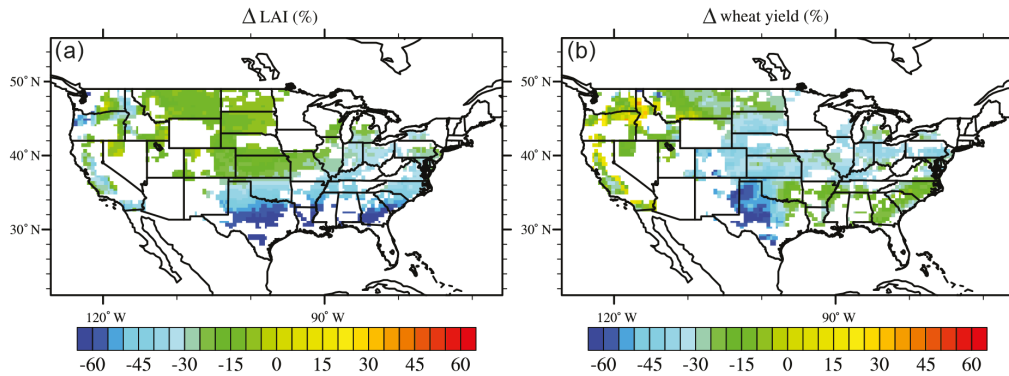 Δ LAI (%)
Δ wheat yield (%)
(a)
(b)
50° N
40° N
30° N
50° N
40° N
30° N
120° W
90° W
120° W
90° W
-60 -45 -30 -15 0 15 30 45 60
-60 -45 -30 -15 0 15 30 45 60